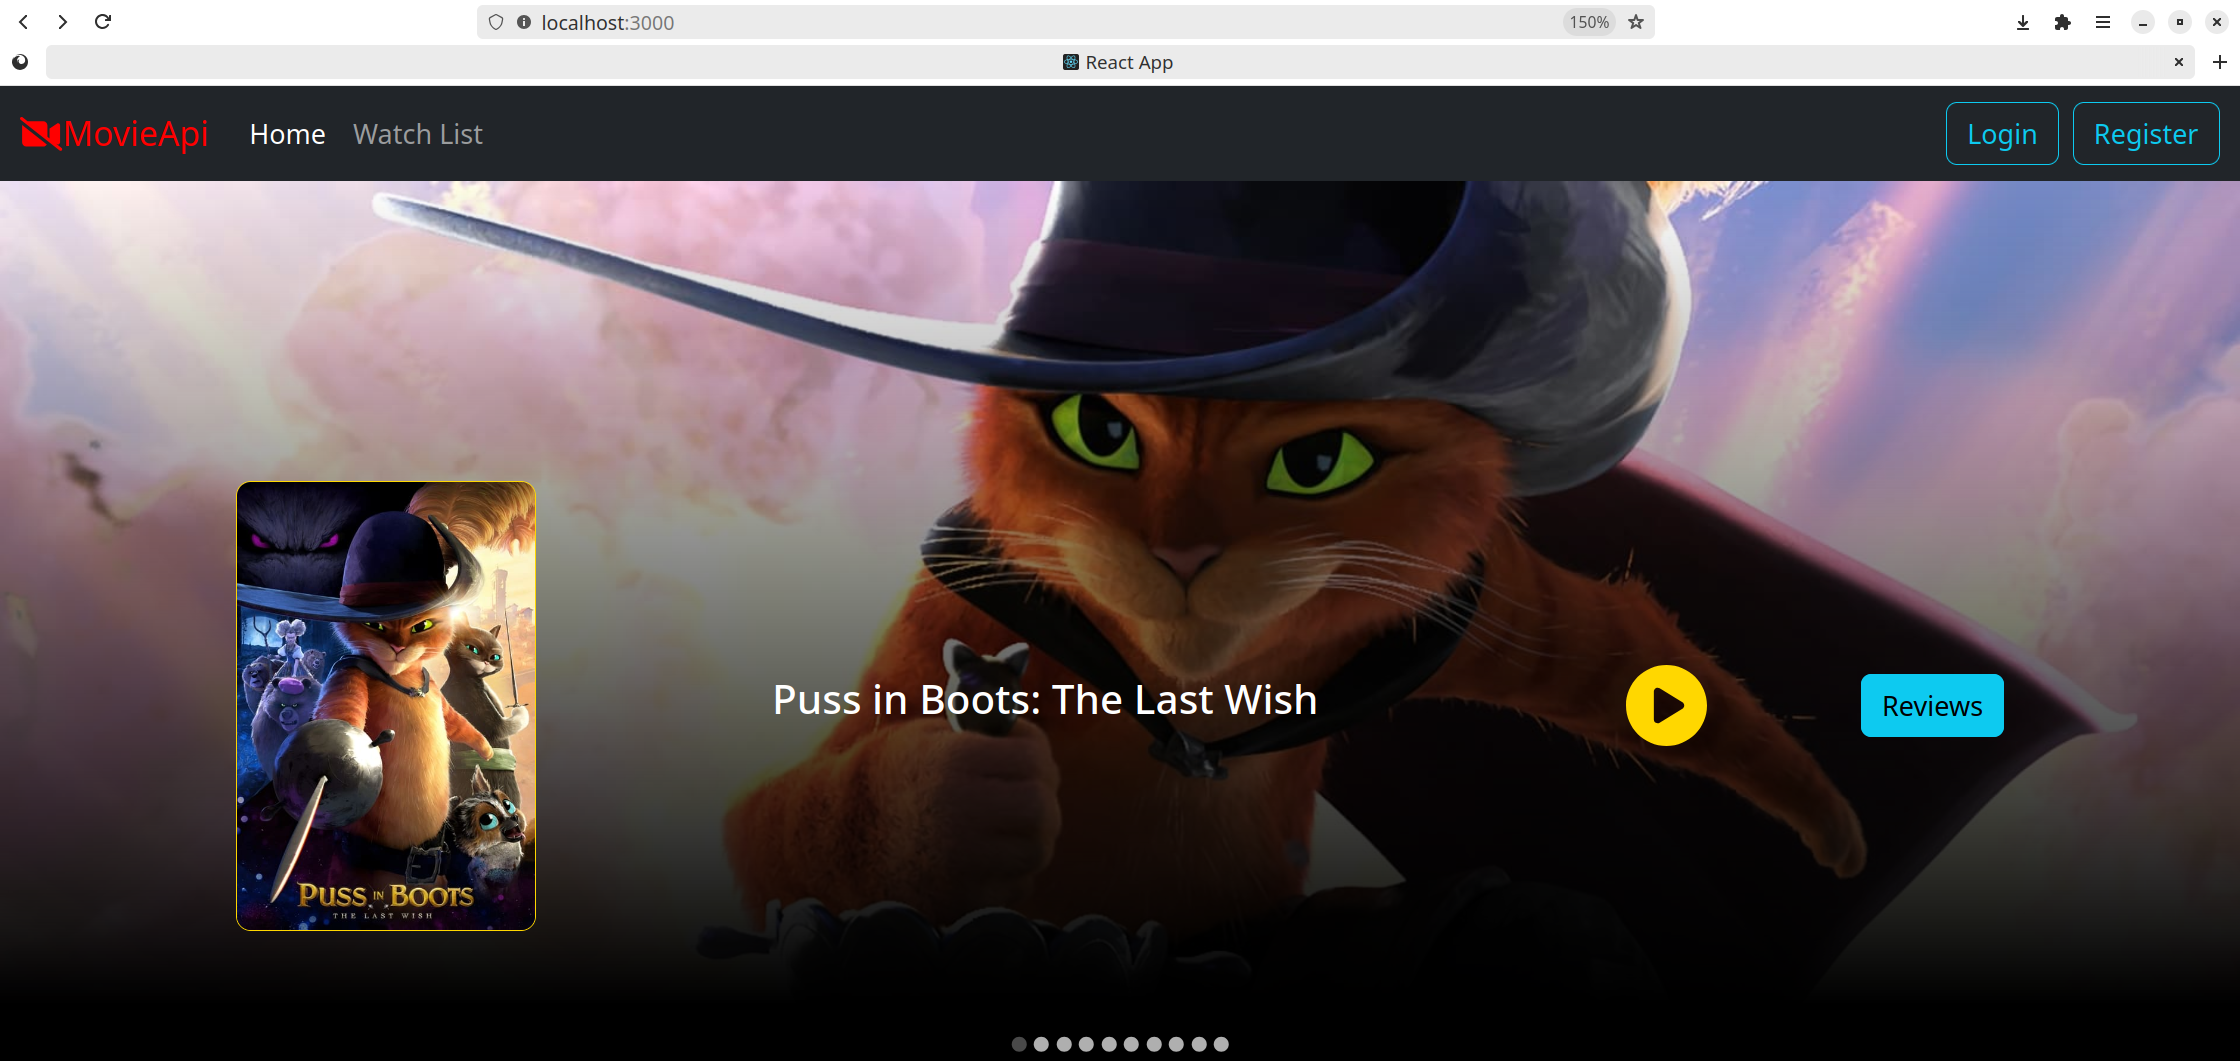 localhost:3000
150%
React App
MovieApi Home Watch List Login Register
Puss in Boots: The Last Wish
Reviews
PUSS IN BOOTS
THE LAST WISH